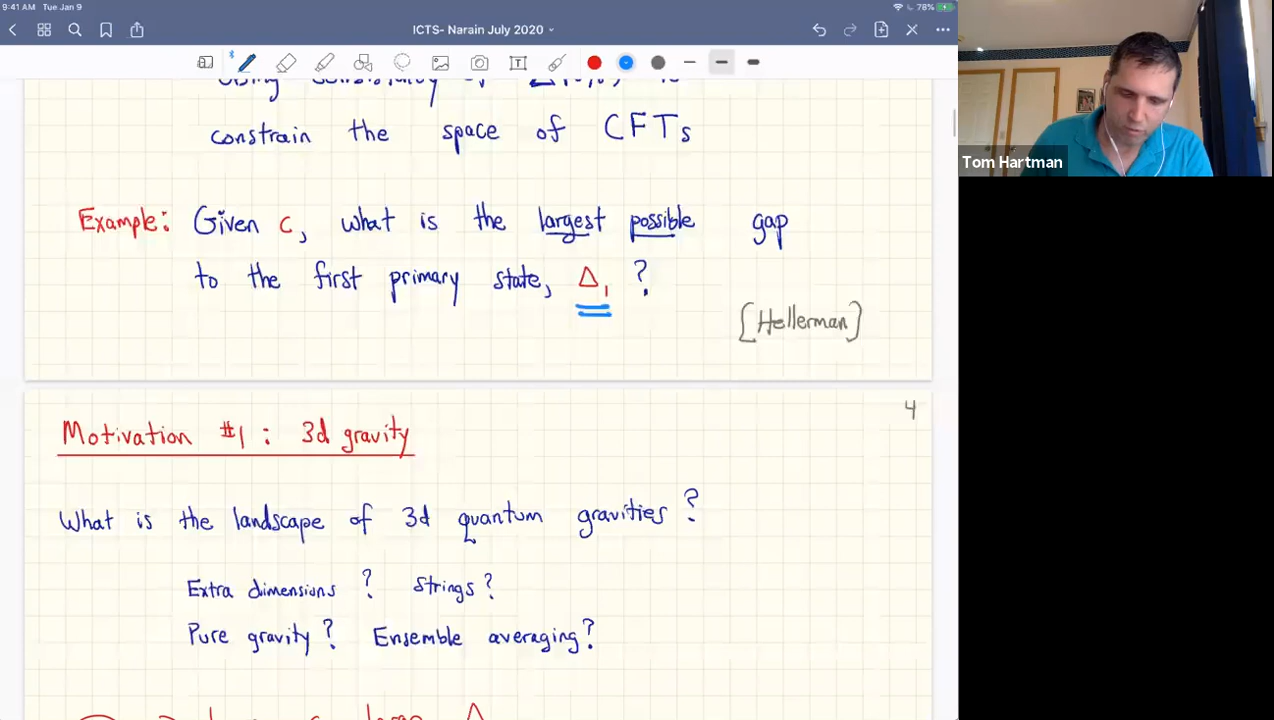 9:41 AM Tue Jan 9
78%
ICTS- Narain July 2020
constrain the space of CFTs
Example: Given c, what is the largest possible gap
to the first primary state, Δ₁ ?
[Hellerman]
4
Motivation #1 : 3d gravity
What is the landscape of 3d quantum gravities ?
Extra dimensions ? Strings ?
Pure gravity ? Ensemble averaging ?
Tom Hartman